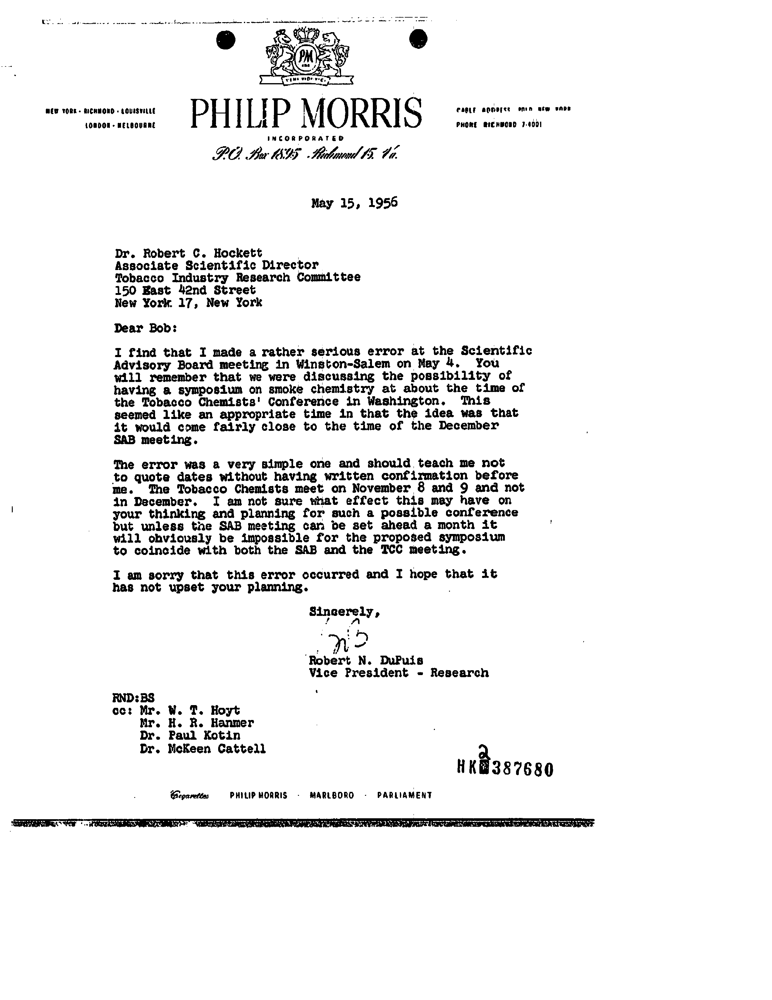 PM
NEW YORK · RICHMOND · LOUISVILLE
LONDON · MELBOURNE
PHILIP MORRIS
INCORPORATED
CABLE ADDRESS NEW YORK
PHONE RICHMOND 7-4001
P.O. Box 1895 Richmond 15, Va.
May 15, 1956
Dr. Robert C. Hockett
Associate Scientific Director
Tobacco Industry Research Committee
150 East 42nd Street
New York 17, New York
Dear Bob:
I find that I made a rather serious error at the Scientific
Advisory Board meeting in Winston-Salem on May 4. You
will remember that we were discussing the possibility of
having a symposium on smoke chemistry at about the time of
the Tobacco Chemists' Conference in Washington. This
seemed like an appropriate time in that the idea was that
it would come fairly close to the time of the December
SAB meeting.
The error was a very simple one and should teach me not
to quote dates without having written confirmation before
me. The Tobacco Chemists meet on November 8 and 9 and not
in December. I am not sure what effect this may have on
your thinking and planning for such a possible conference
but unless the SAB meeting can be set ahead a month it
will obviously be impossible for the proposed symposium
to coincide with both the SAB and the TCC meeting.
I am sorry that this error occurred and I hope that it
has not upset your planning.
Sincerely,
Robert N. DuPuis
Vice President - Research
RND:BS
cc: Mr. W. T. Hoyt
Mr. H. R. Hanmer
Dr. Paul Kotin
Dr. McKeen Cattell
2
HK 387680
Cigarettes PHILIP MORRIS · MARLBORO · PARLIAMENT